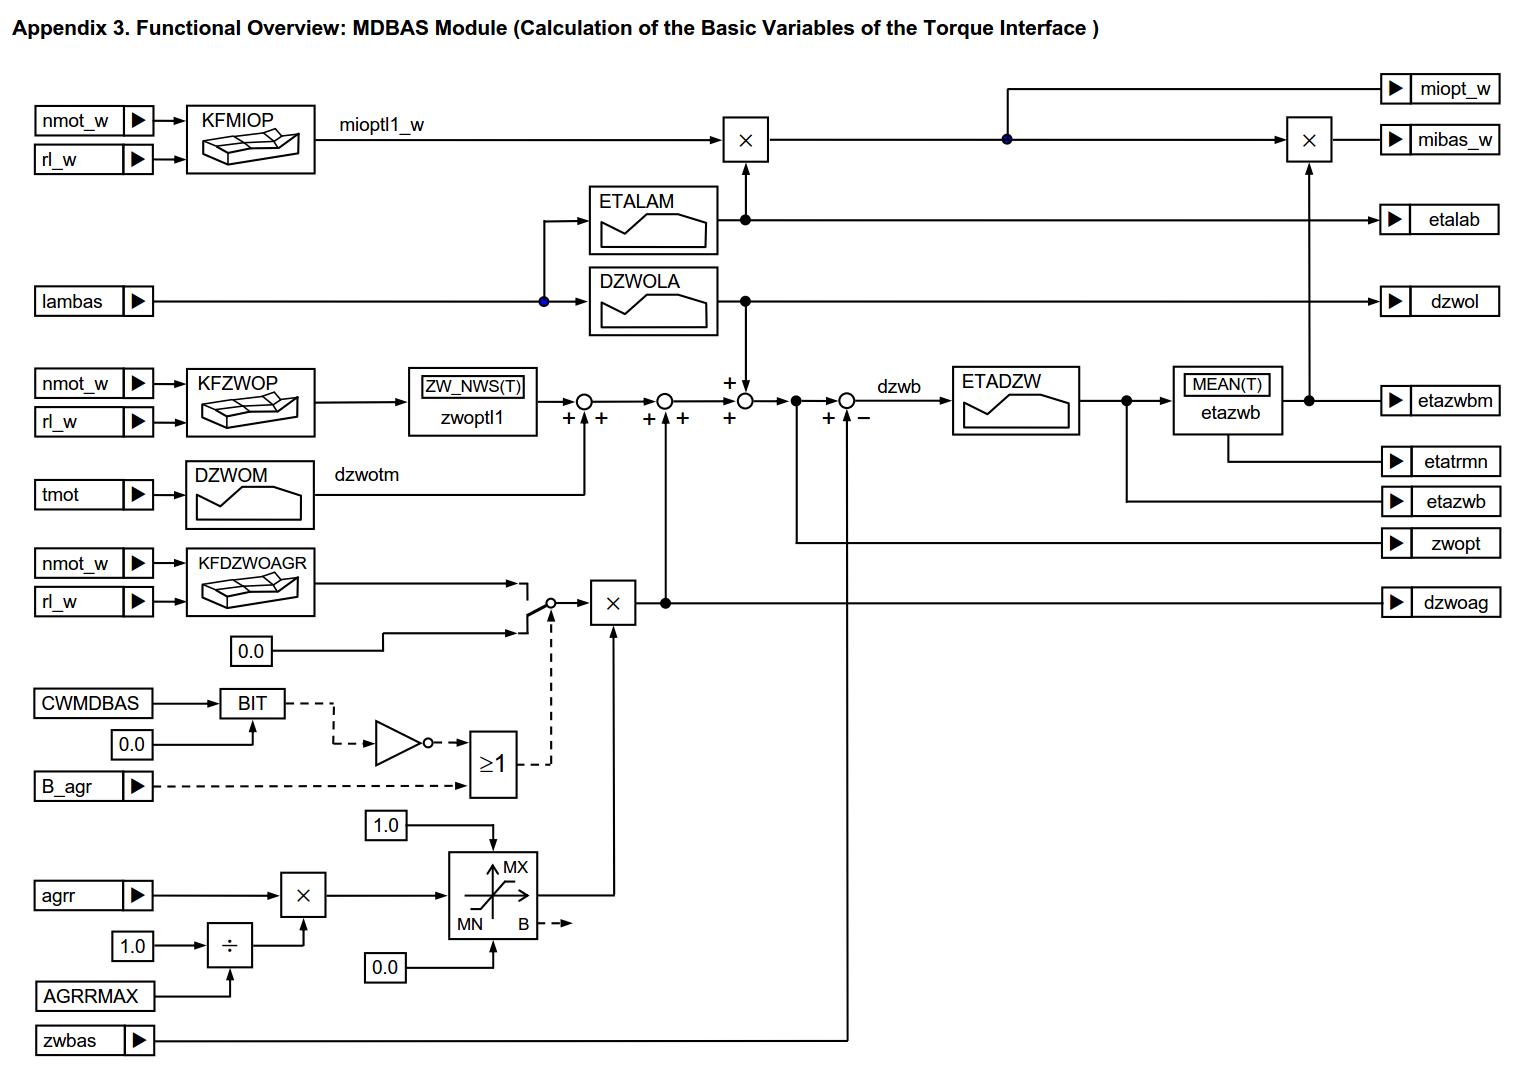 Appendix 3. Functional Overview: MDBAS Module (Calculation of the Basic Variables of the Torque Interface )
miopt_w
nmot_w
KFMIOP
mioptl1_w
rl_w
×
×
mibas_w
ETALAM
etalab
lambas
DZWOLA
dzwol
nmot_w
KFZWOP
rl_w
ZW_NWS(T)
zwoptl1
+ +
+ +
+
+
+ −
dzwb
ETADZW
MEAN(T)
etazwb
etazwbm
etatrmn
tmot
DZWOM
dzwotm
etazwb
zwopt
nmot_w
KFDZWOAGR
rl_w
×
dzwoag
0.0
CWMDBAS
BIT
0.0
≥1
B_agr
1.0
MX
MN
B
agrr
×
1.0
÷
0.0
AGRRMAX
zwbas